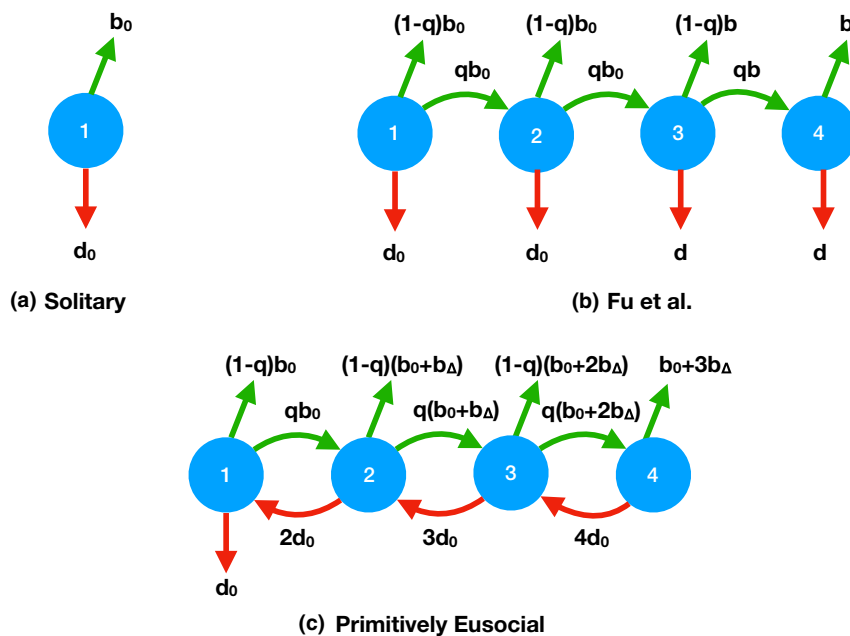 b₀
1
d₀
(a) Solitary
(1-q)b₀ (1-q)b₀ (1-q)b b
qb₀ qb₀ qb
1 2 3 4
d₀ d₀ d d
(b) Fu et al.
(1-q)b₀ (1-q)(b₀+b_Δ) (1-q)(b₀+2b_Δ) b₀+3b_Δ
qb₀ q(b₀+b_Δ) q(b₀+2b_Δ)
1 2 3 4
2d₀ 3d₀ 4d₀
d₀
(c) Primitively Eusocial